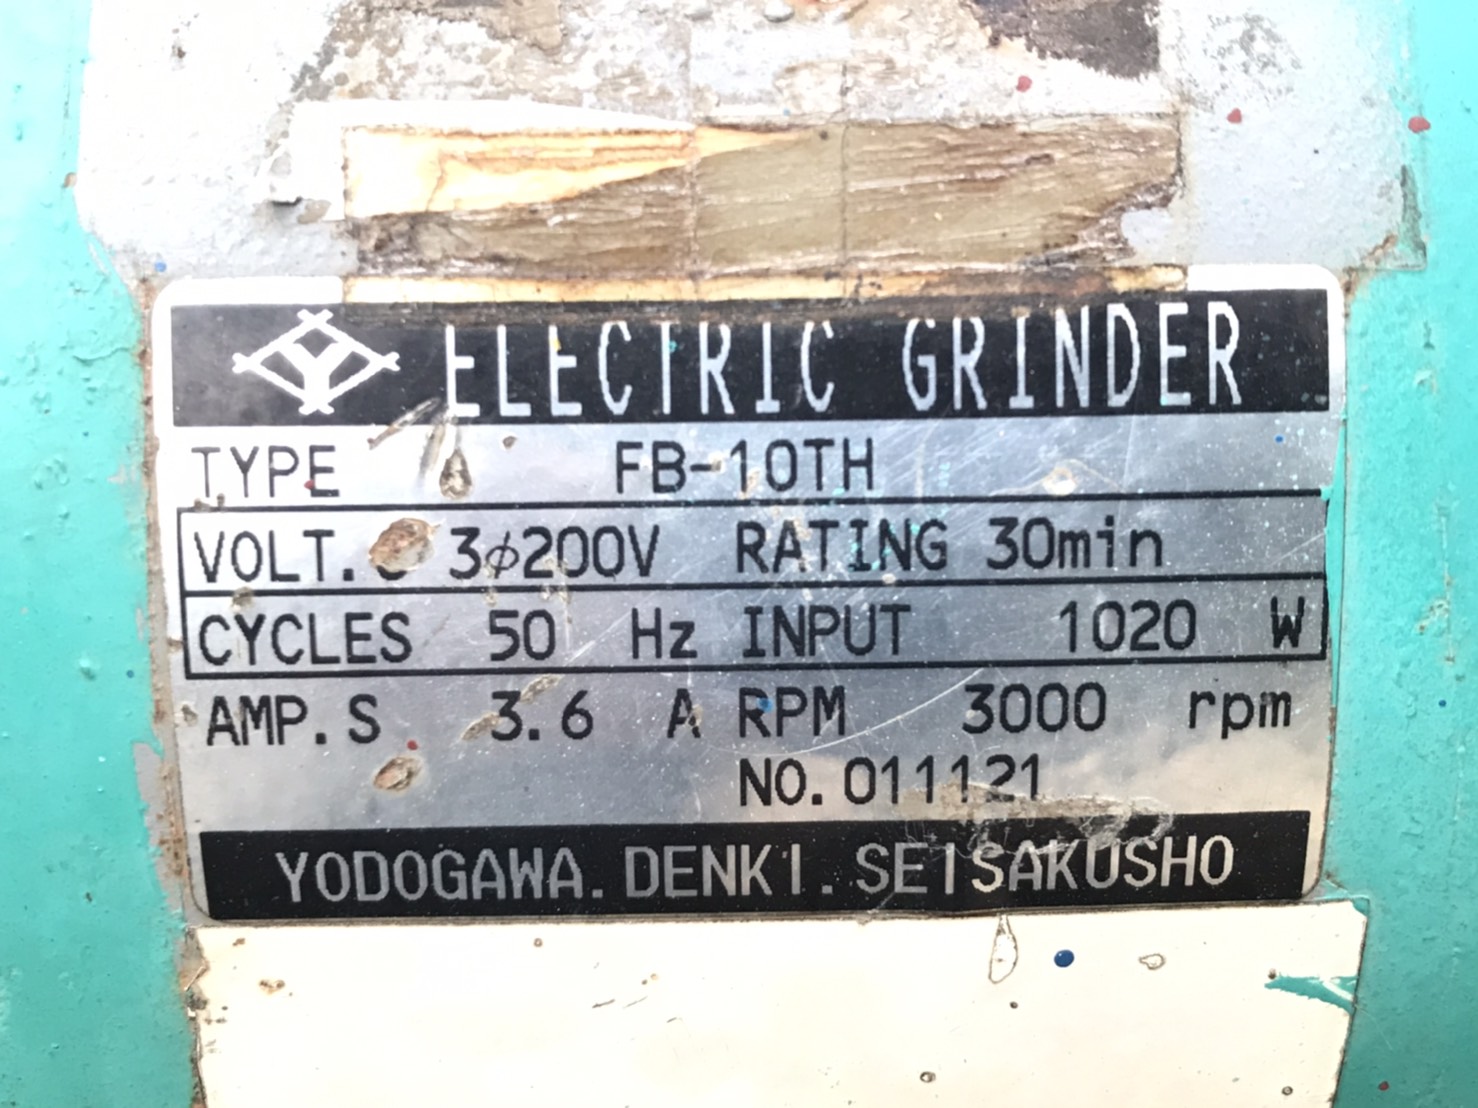 ELECTRIC GRINDER
TYPE FB-10TH
VOLT.S 3φ200V RATING 30min
CYCLES 50 Hz INPUT 1020 W
AMP.S 3.6 A RPM 3000 rpm
NO.011121
YODOGAWA.DENKI.SEISAKUSHO